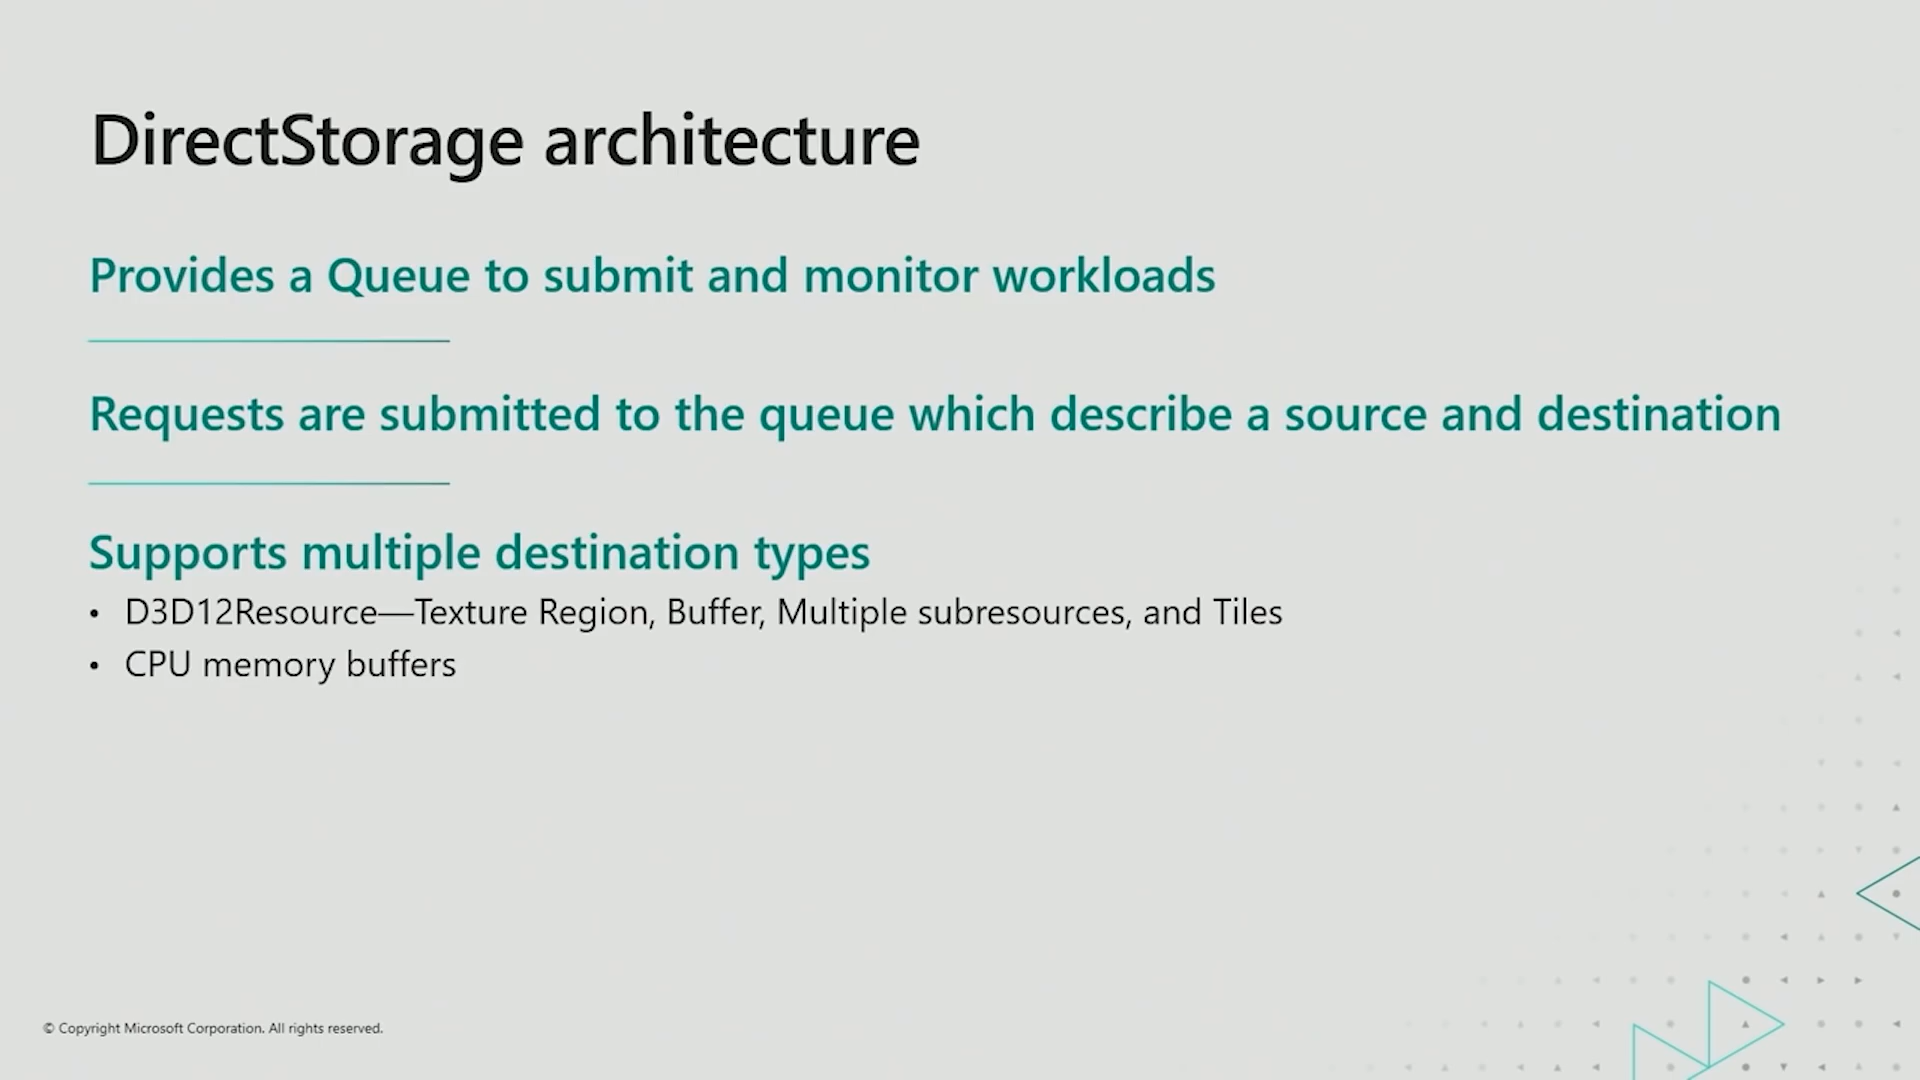 DirectStorage architecture
Provides a Queue to submit and monitor workloads
Requests are submitted to the queue which describe a source and destination
Supports multiple destination types
• D3D12Resource—Texture Region, Buffer, Multiple subresources, and Tiles
• CPU memory buffers
© Copyright Microsoft Corporation. All rights reserved.